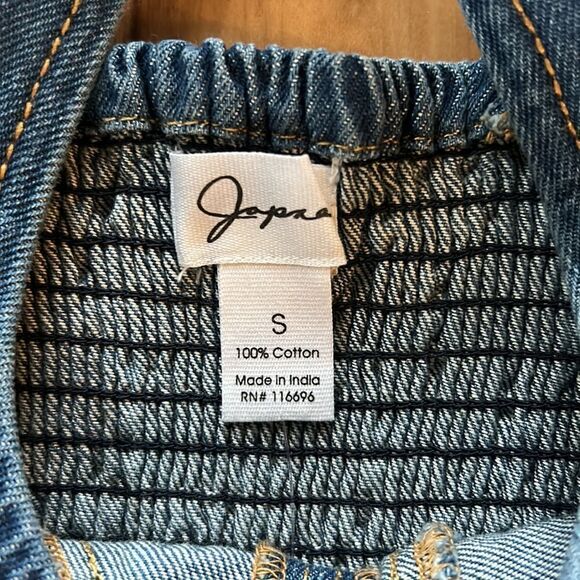 Japna
S
100% Cotton
Made in India
RN# 116696